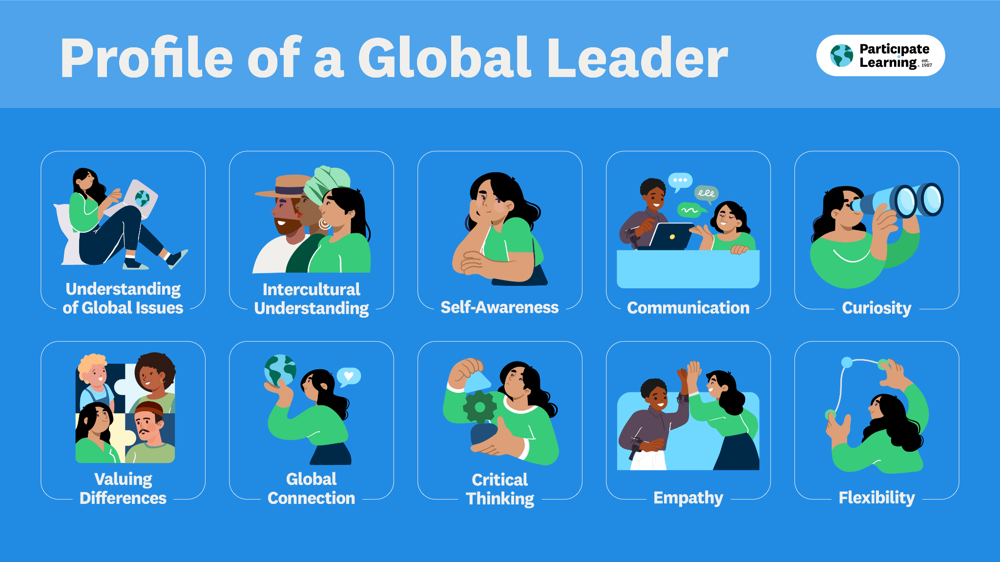 Profile of a Global Leader
Participate
Learning® est. 1987
Understanding
of Global Issues
Intercultural
Understanding
Self-Awareness
Communication
Curiosity
Valuing
Differences
Global
Connection
Critical
Thinking
Empathy
Flexibility